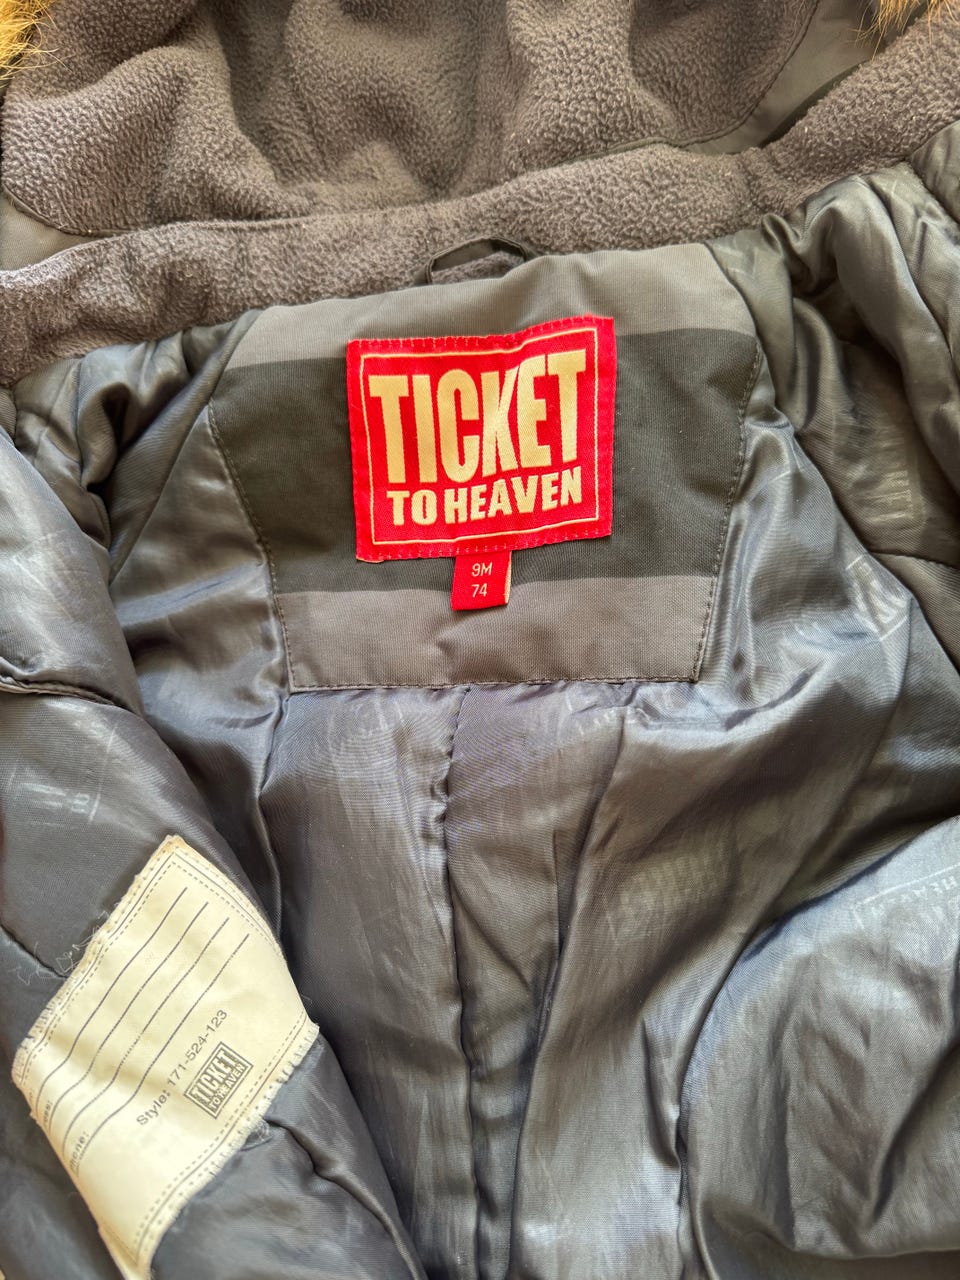 TICKET
TO HEAVEN
9M
74
Style: 171-524-123
TICKET
TO HEAVEN